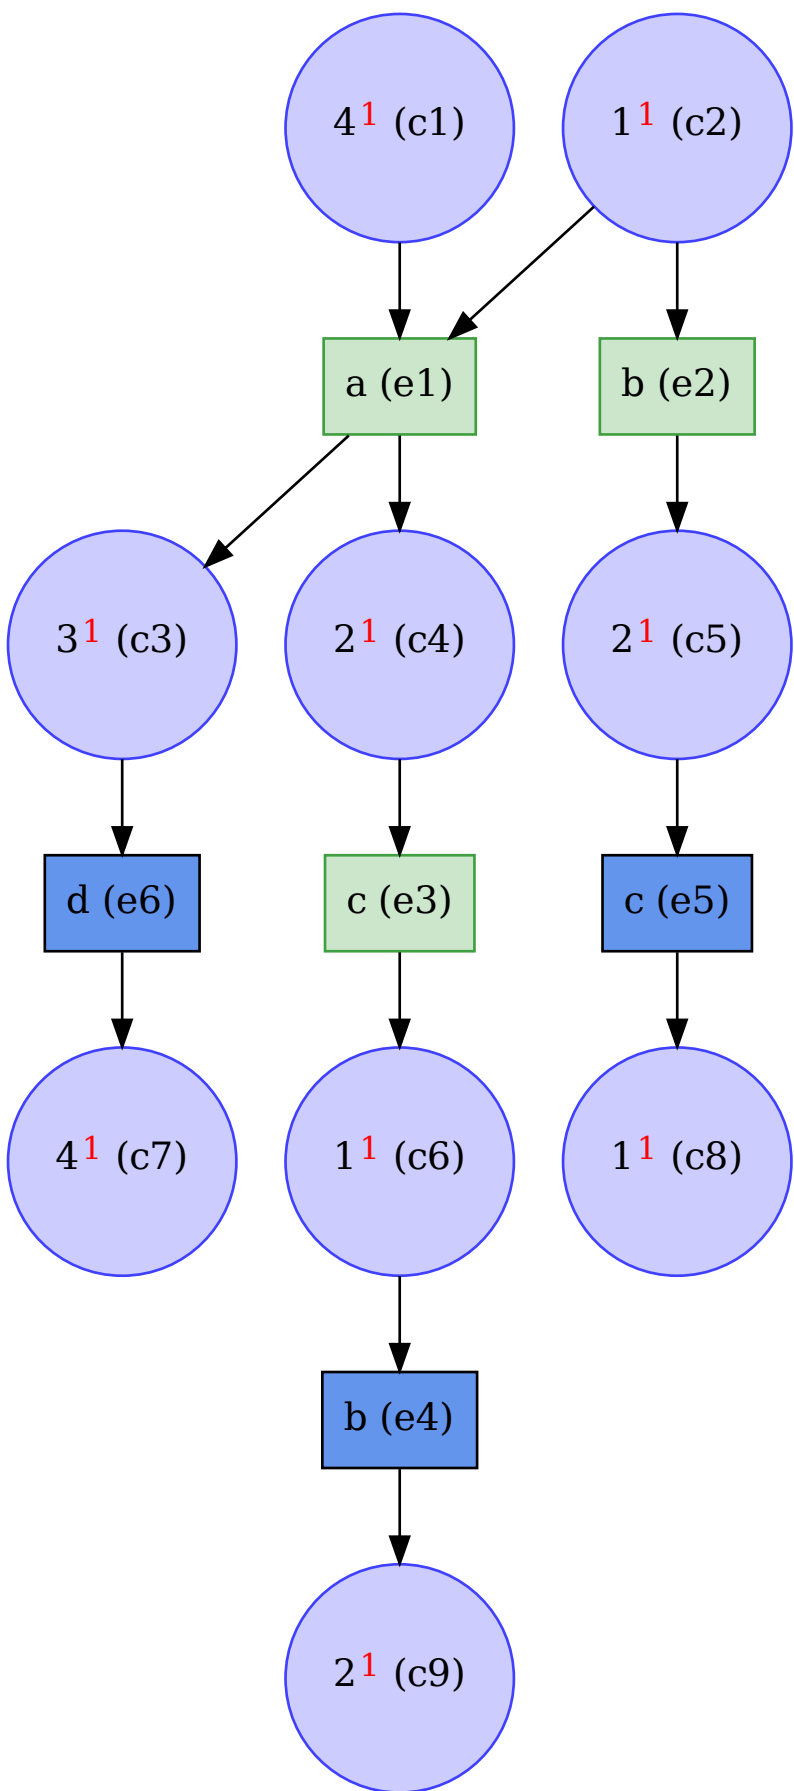 4¹ (c1)
1¹ (c2)
a (e1)
b (e2)
3¹ (c3)
2¹ (c4)
2¹ (c5)
d (e6)
c (e3)
c (e5)
4¹ (c7)
1¹ (c6)
1¹ (c8)
b (e4)
2¹ (c9)